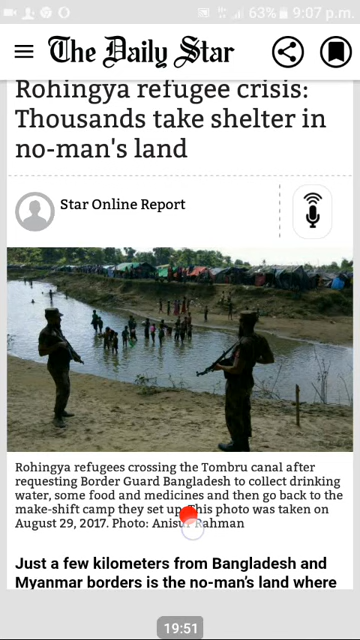 63% 9:07 p.m.
The Daily Star
Rohingya refugee crisis:
Thousands take shelter in
no-man's land
Star Online Report
Rohingya refugees crossing the Tombru canal after
requesting Border Guard Bangladesh to collect drinking
water, some food and medicines and then go back to the
make-shift camp they set up. This photo was taken on
August 29, 2017. Photo: Anisur Rahman
Just a few kilometers from Bangladesh and
Myanmar borders is the no-man's land where
19:51